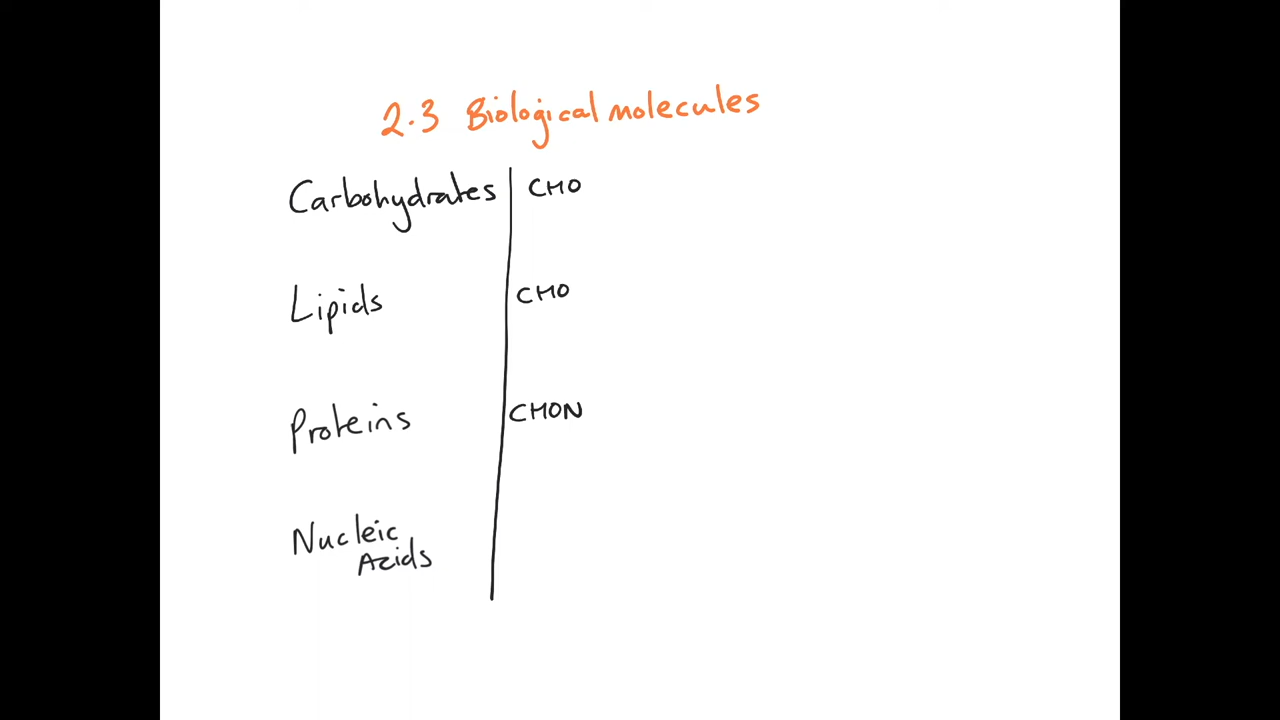 2.3 Biological molecules
Carbohydrates CHO
Lipids CHO
Proteins CHON
Nucleic
Acids